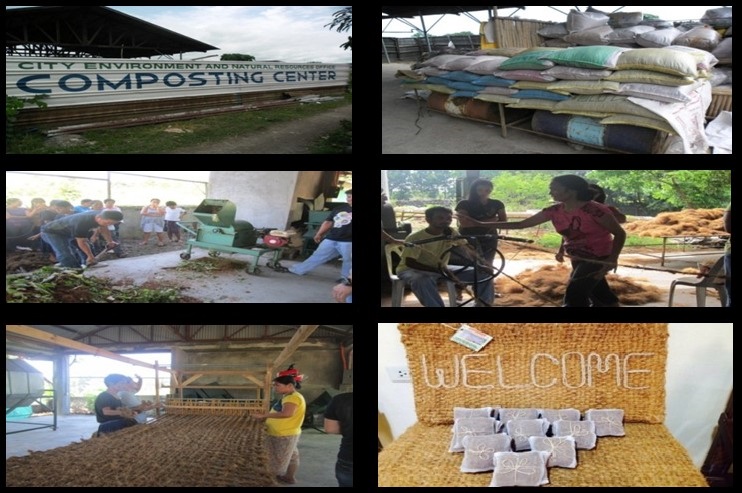 CITY ENVIRONMENT AND NATURAL RESOURCES OFFICE
COMPOSTING CENTER
WELCOME